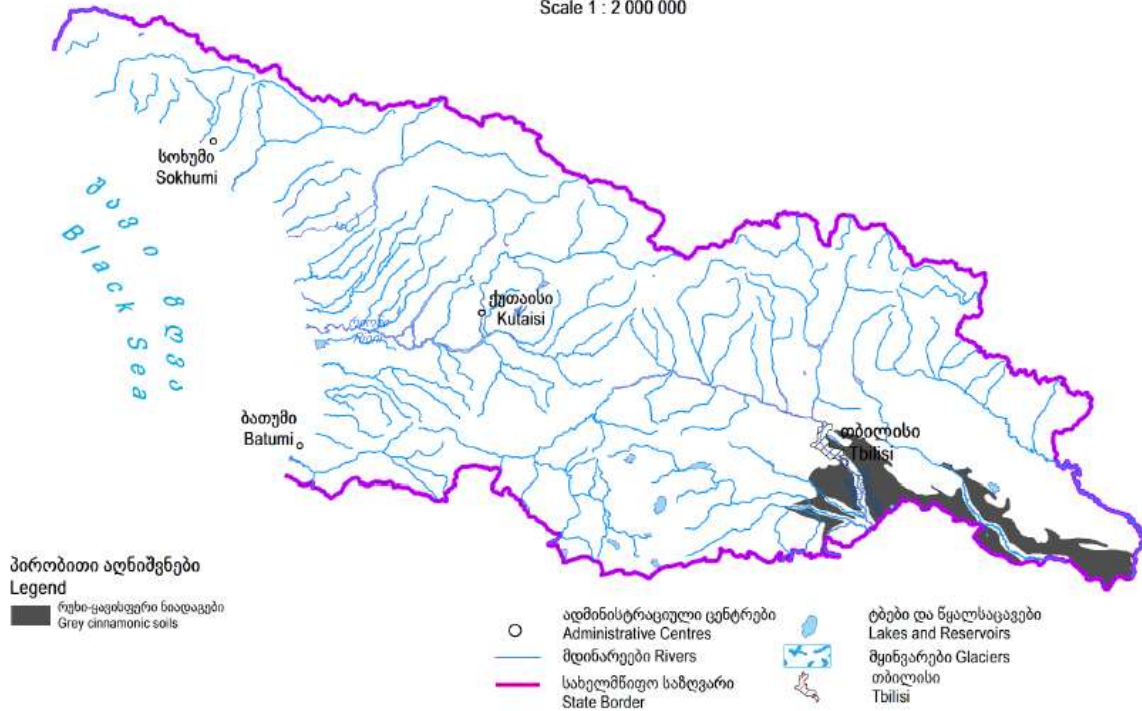 Scale 1 : 2 000 000
სოხუმი
Sokhumi
შავი ზღვა
Black Sea
ქუთაისი
Kutaisi
რიონი
Rioni
ბათუმი
Batumi
თბილისი
Tbilisi
პირობითი აღნიშვნები
Legend
რუხი-ყავისფერი ნიადაგები
Grey cinnamonic soils
ადმინისტრაციული ცენტრები
Administrative Centres
მდინარეები Rivers
სახელმწიფო საზღვარი
State Border
ტბები და წყალსაცავები
Lakes and Reservoirs
მყინვარები Glaciers
თბილისი
Tbilisi